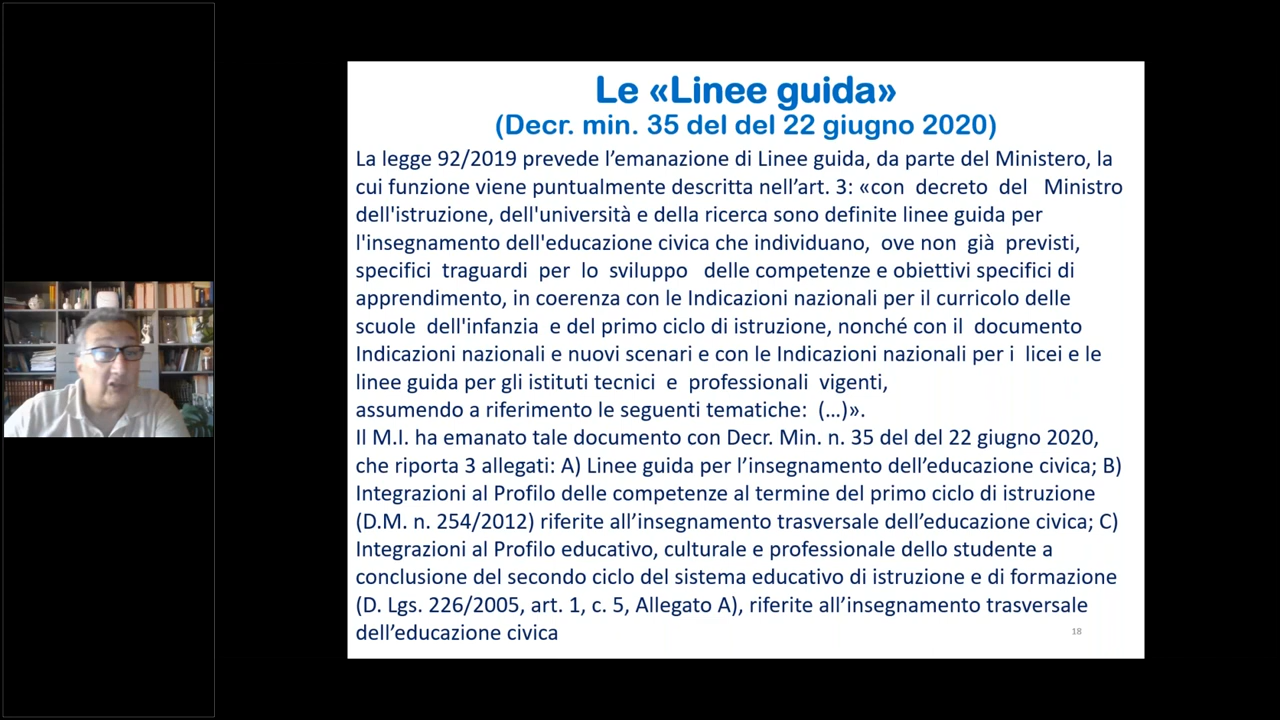 Le «Linee guida»
(Decr. min. 35 del del 22 giugno 2020)
La legge 92/2019 prevede l’emanazione di Linee guida, da parte del Ministero, la
cui funzione viene puntualmente descritta nell’art. 3: «con decreto del Ministro
dell'istruzione, dell'università e della ricerca sono definite linee guida per
l'insegnamento dell'educazione civica che individuano, ove non già previsti,
specifici traguardi per lo sviluppo delle competenze e obiettivi specifici di
apprendimento, in coerenza con le Indicazioni nazionali per il curricolo delle
scuole dell'infanzia e del primo ciclo di istruzione, nonché con il documento
Indicazioni nazionali e nuovi scenari e con le Indicazioni nazionali per i licei e le
linee guida per gli istituti tecnici e professionali vigenti,
assumendo a riferimento le seguenti tematiche: (…)».
Il M.I. ha emanato tale documento con Decr. Min. n. 35 del del 22 giugno 2020,
che riporta 3 allegati: A) Linee guida per l’insegnamento dell’educazione civica; B)
Integrazioni al Profilo delle competenze al termine del primo ciclo di istruzione
(D.M. n. 254/2012) riferite all’insegnamento trasversale dell’educazione civica; C)
Integrazioni al Profilo educativo, culturale e professionale dello studente a
conclusione del secondo ciclo del sistema educativo di istruzione e di formazione
(D. Lgs. 226/2005, art. 1, c. 5, Allegato A), riferite all’insegnamento trasversale
dell’educazione civica
18